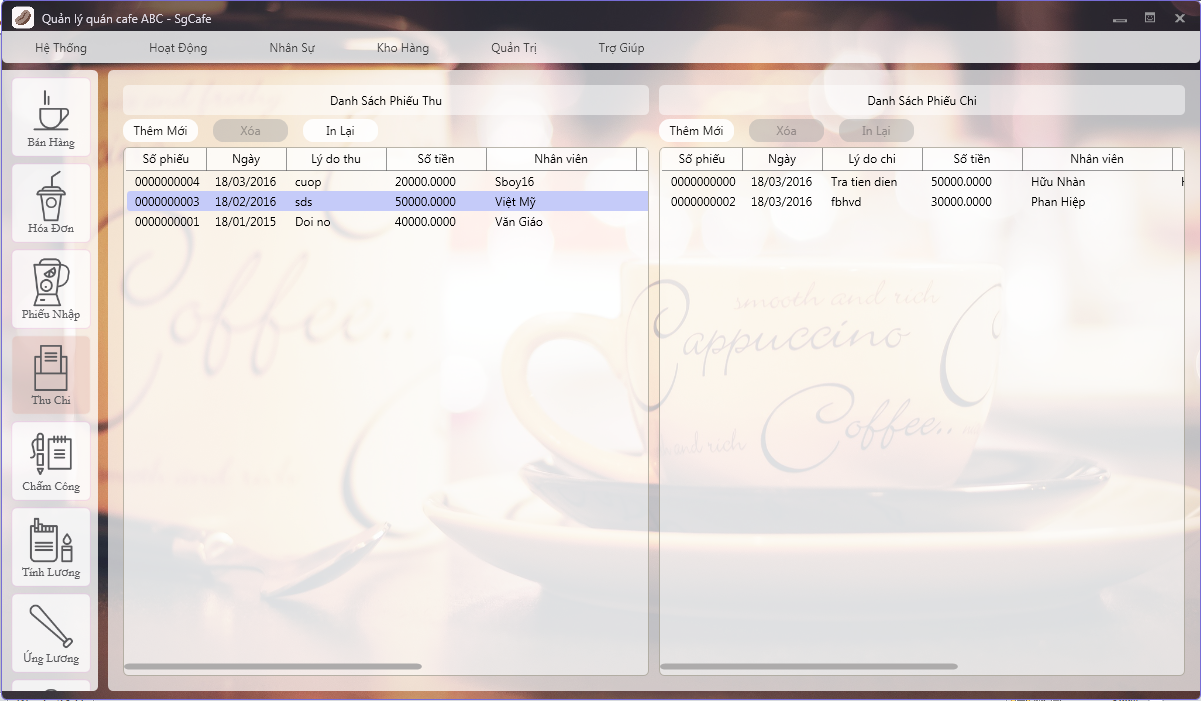 Quản lý quán cafe ABC - SgCafe
Hệ Thống Hoạt Động Nhân Sự Kho Hàng Quản Trị Trợ Giúp
Bán Hàng
Hóa Đơn
Phiếu Nhập
Thu Chi
Chấm Công
Tính Lương
Ứng Lương
Danh Sách Phiếu Thu
Thêm Mới Xóa In Lại
Số phiếu Ngày Lý do thu Số tiền Nhân viên
0000000004 18/03/2016 cuop 20000.0000 Sboy16
0000000003 18/02/2016 sds 50000.0000 Việt Mỹ
0000000001 18/01/2015 Doi no 40000.0000 Văn Giáo
Coffee..
Danh Sách Phiếu Chi
Thêm Mới Xóa In Lại
Số phiếu Ngày Lý do chi Số tiền Nhân viên
0000000000 18/03/2016 Tra tien dien 50000.0000 Hữu Nhàn
0000000002 18/03/2016 fbhvd 30000.0000 Phan Hiệp
smooth and rich
Cappuccino
Coffee..
and rich